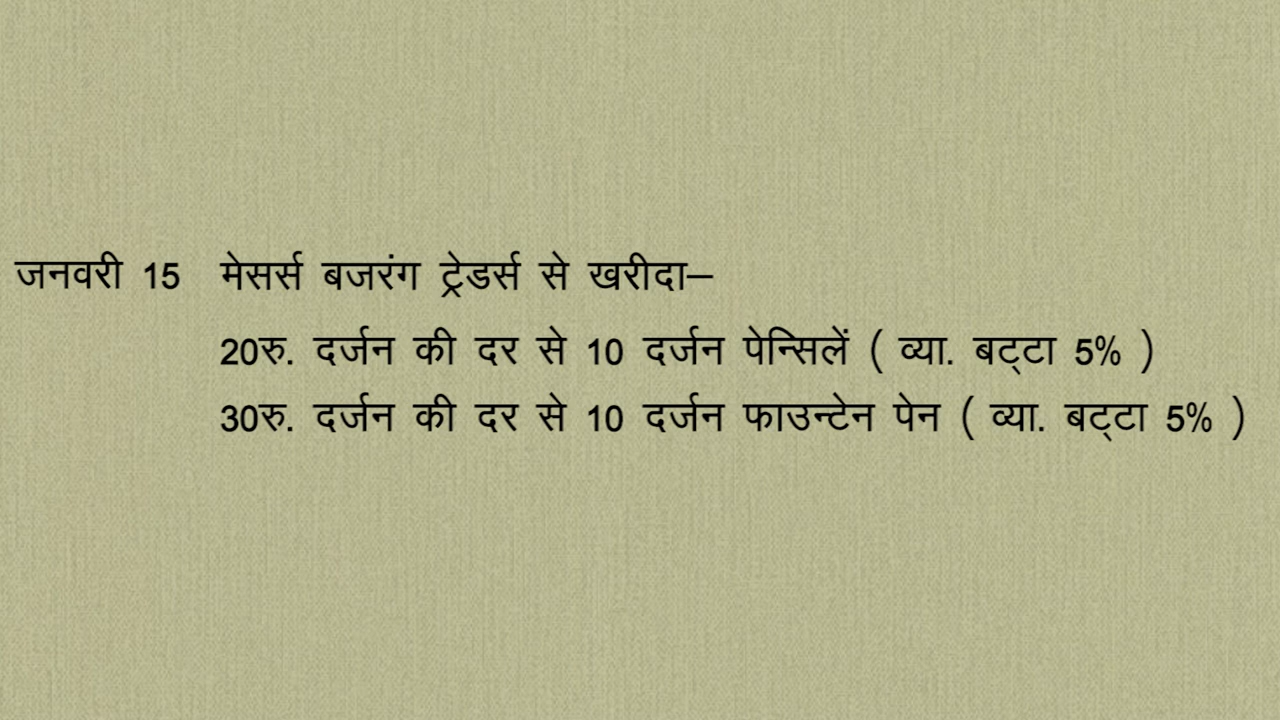 जनवरी 15 मेसर्स बजरंग ट्रेडर्स से खरीदा–
20रु. दर्जन की दर से 10 दर्जन पेन्सिलें ( व्या. बट्‌टा 5% )
30रु. दर्जन की दर से 10 दर्जन फाउन्टेन पेन ( व्या. बट्‌टा 5% )